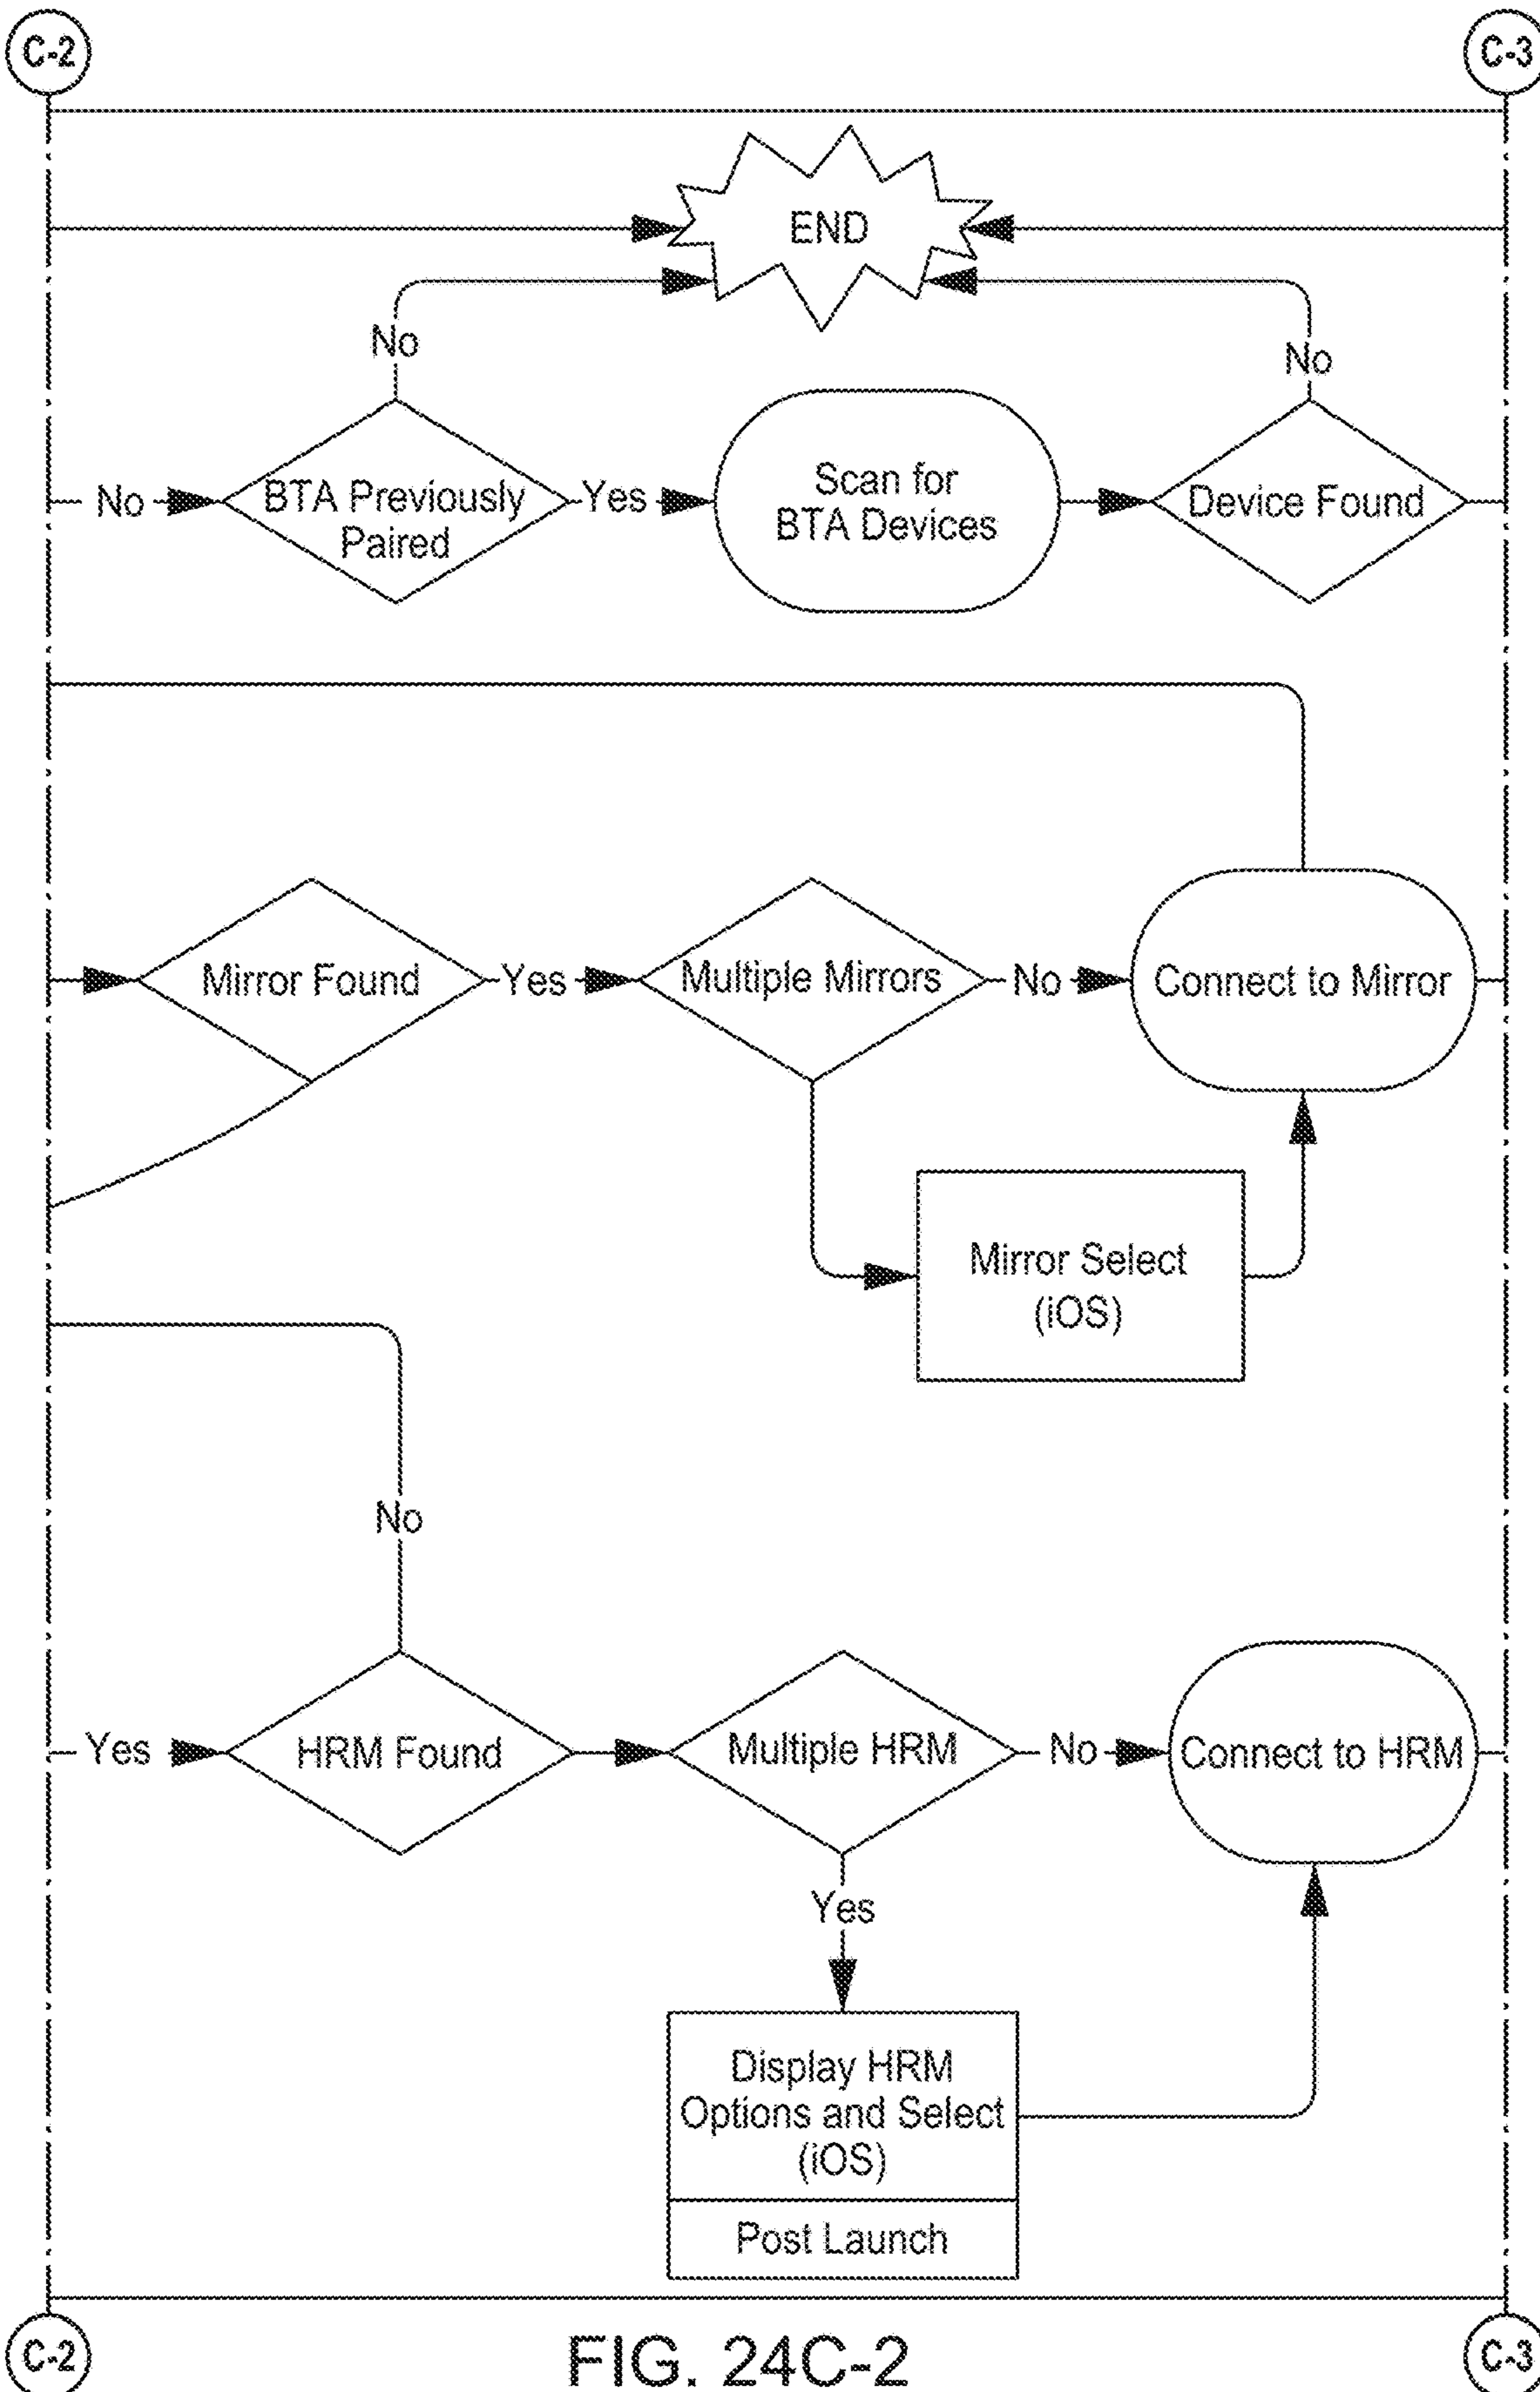 C-2
C-3
END
No
No
No
BTA Previously
Paired
Yes
Scan for
BTA Devices
Device Found
Mirror Found
Yes
Multiple Mirrors
No
Connect to Mirror
Mirror Select
(iOS)
No
Yes
HRM Found
Multiple HRM
No
Connect to HRM
Yes
Display HRM
Options and Select
(iOS)
Post Launch
C-2
FIG. 24C-2
C-3